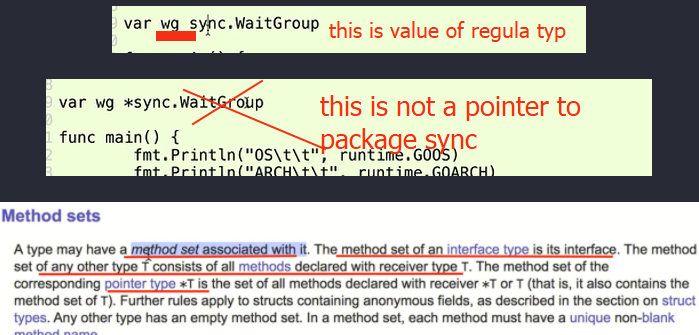 9 var wg sync.WaitGroup
this is value of regula typ
9 var wg *sync.WaitGroup
this is not a pointer to
package sync
1 func main() {
2 fmt.Println("OS\t\t", runtime.GOOS)
3 fmt.Println("ARCH\t\t", runtime.GOARCH)
Method sets
A type may have a method set associated with it. The method set of an interface type is its interface. The method
set of any other type T consists of all methods declared with receiver type T. The method set of the
corresponding pointer type *T is the set of all methods declared with receiver *T or T (that is, it also contains the
method set of T). Further rules apply to structs containing anonymous fields, as described in the section on struct
types. Any other type has an empty method set. In a method set, each method must have a unique non-blank
method name.